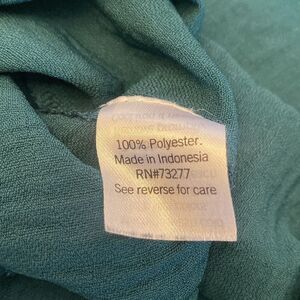 100% Polyester.
Made in Indonesia
RN#73277
See reverse for care